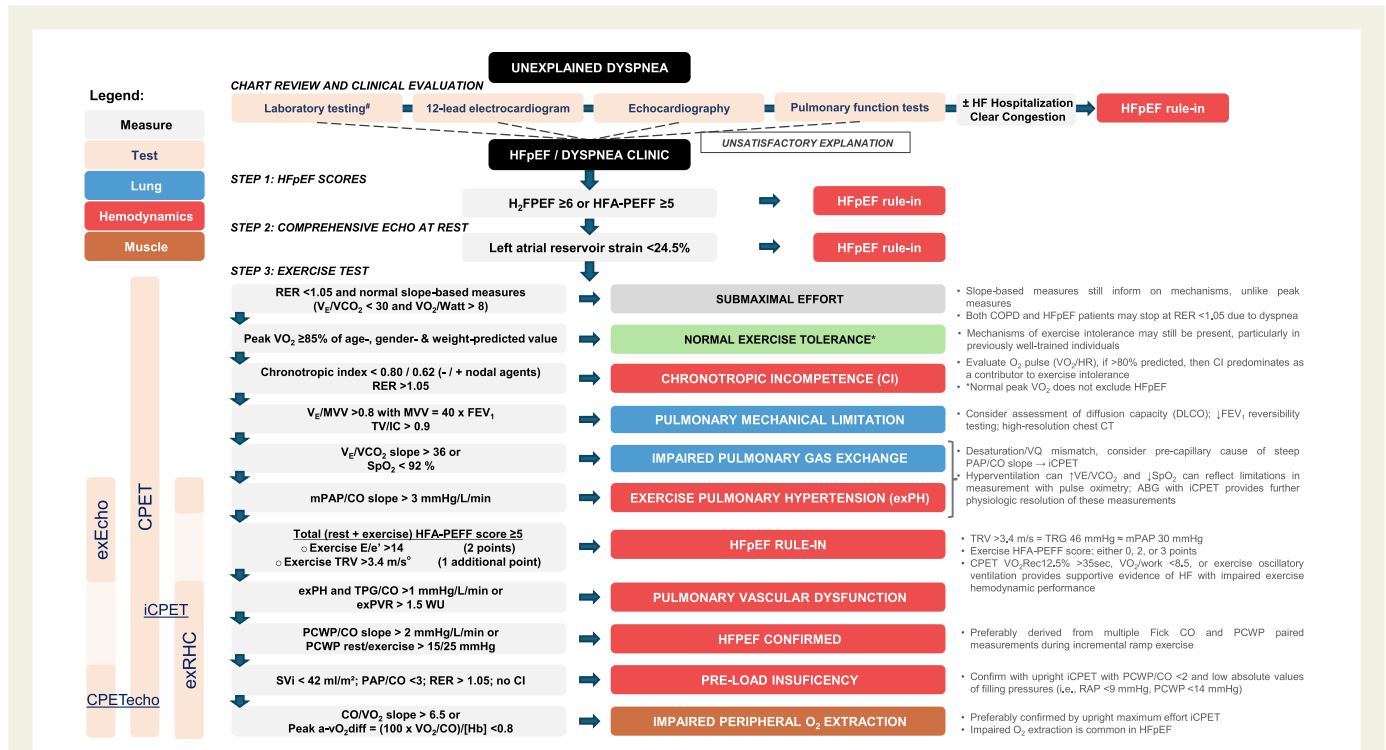 UNEXPLAINED DYSPNEA
CHART REVIEW AND CLINICAL EVALUATION
Laboratory testing#
12-lead electrocardiogram
Echocardiography
Pulmonary function tests
± HF Hospitalization
Clear Congestion
HFpEF rule-in
UNSATISFACTORY EXPLANATION
HFpEF / DYSPNEA CLINIC
Legend:
Measure
Test
Lung
Hemodynamics
Muscle
STEP 1: HFpEF SCORES
H₂FPEF ≥6 or HFA-PEFF ≥5
HFpEF rule-in
STEP 2: COMPREHENSIVE ECHO AT REST
Left atrial reservoir strain <24.5%
HFpEF rule-in
STEP 3: EXERCISE TEST
RER <1.05 and normal slope-based measures
(VE/VCO₂ < 30 and VO₂/Watt > 8)
SUBMAXIMAL EFFORT
• Slope-based measures still inform on mechanisms, unlike peak
measures
• Both COPD and HFpEF patients may stop at RER <1.05 due to dyspnea
Peak VO₂ ≥85% of age-, gender- & weight-predicted value
NORMAL EXERCISE TOLERANCE*
• Mechanisms of exercise intolerance may still be present, particularly in
previously well-trained individuals
Chronotropic index < 0.80 / 0.62 (- / + nodal agents)
RER >1.05
CHRONOTROPIC INCOMPETENCE (CI)
• Evaluate O₂ pulse (VO₂/HR), if >80% predicted, then CI predominates as
a contributor to exercise intolerance
• *Normal peak VO₂ does not exclude HFpEF
VE/MVV >0.8 with MVV = 40 x FEV₁
TV/IC > 0.9
PULMONARY MECHANICAL LIMITATION
• Consider assessment of diffusion capacity (DLCO); ↓FEV₁ reversibility
testing; high-resolution chest CT
VE/VCO₂ slope > 36 or
SpO₂ < 92 %
IMPAIRED PULMONARY GAS EXCHANGE
• Desaturation/VQ mismatch, consider pre-capillary cause of steep
PAP/CO slope → iCPET
• Hyperventilation can ↑VE/VCO₂ and ↓SpO₂ can reflect limitations in
measurement with pulse oximetry; ABG with iCPET provides further
physiologic resolution of these measurements
mPAP/CO slope > 3 mmHg/L/min
EXERCISE PULMONARY HYPERTENSION (exPH)
Total (rest + exercise) HFA-PEFF score ≥5
○ Exercise E/e' >14 (2 points)
○ Exercise TRV >3.4 m/s° (1 additional point)
HFpEF RULE-IN
• TRV >3.4 m/s = TRG 46 mmHg ≈ mPAP 30 mmHg
• Exercise HFA-PEFF score: either 0, 2, or 3 points
• CPET VO₂Rec12.5% >35sec, VO₂/work <8.5, or exercise oscillatory
ventilation provides supportive evidence of HF with impaired exercise
hemodynamic performance
exPH and TPG/CO >1 mmHg/L/min or
exPVR > 1.5 WU
PULMONARY VASCULAR DYSFUNCTION
PCWP/CO slope > 2 mmHg/L/min or
PCWP rest/exercise > 15/25 mmHg
HFPEF CONFIRMED
• Preferably derived from multiple Fick CO and PCWP paired
measurements during incremental ramp exercise
SVi < 42 ml/m²; PAP/CO <3; RER > 1.05; no CI
PRE-LOAD INSUFICENCY
• Confirm with upright iCPET with PCWP/CO <2 and low absolute values
of filling pressures (i.e., RAP <9 mmHg, PCWP <14 mmHg)
CO/VO₂ slope > 6.5 or
Peak a-vO₂diff = (100 x VO₂/CO)/[Hb] <0.8
IMPAIRED PERIPHERAL O₂ EXTRACTION
• Preferably confirmed by upright maximum effort iCPET
• Impaired O₂ extraction is common in HFpEF
exEcho
CPET
iCPET
exRHC
CPETecho